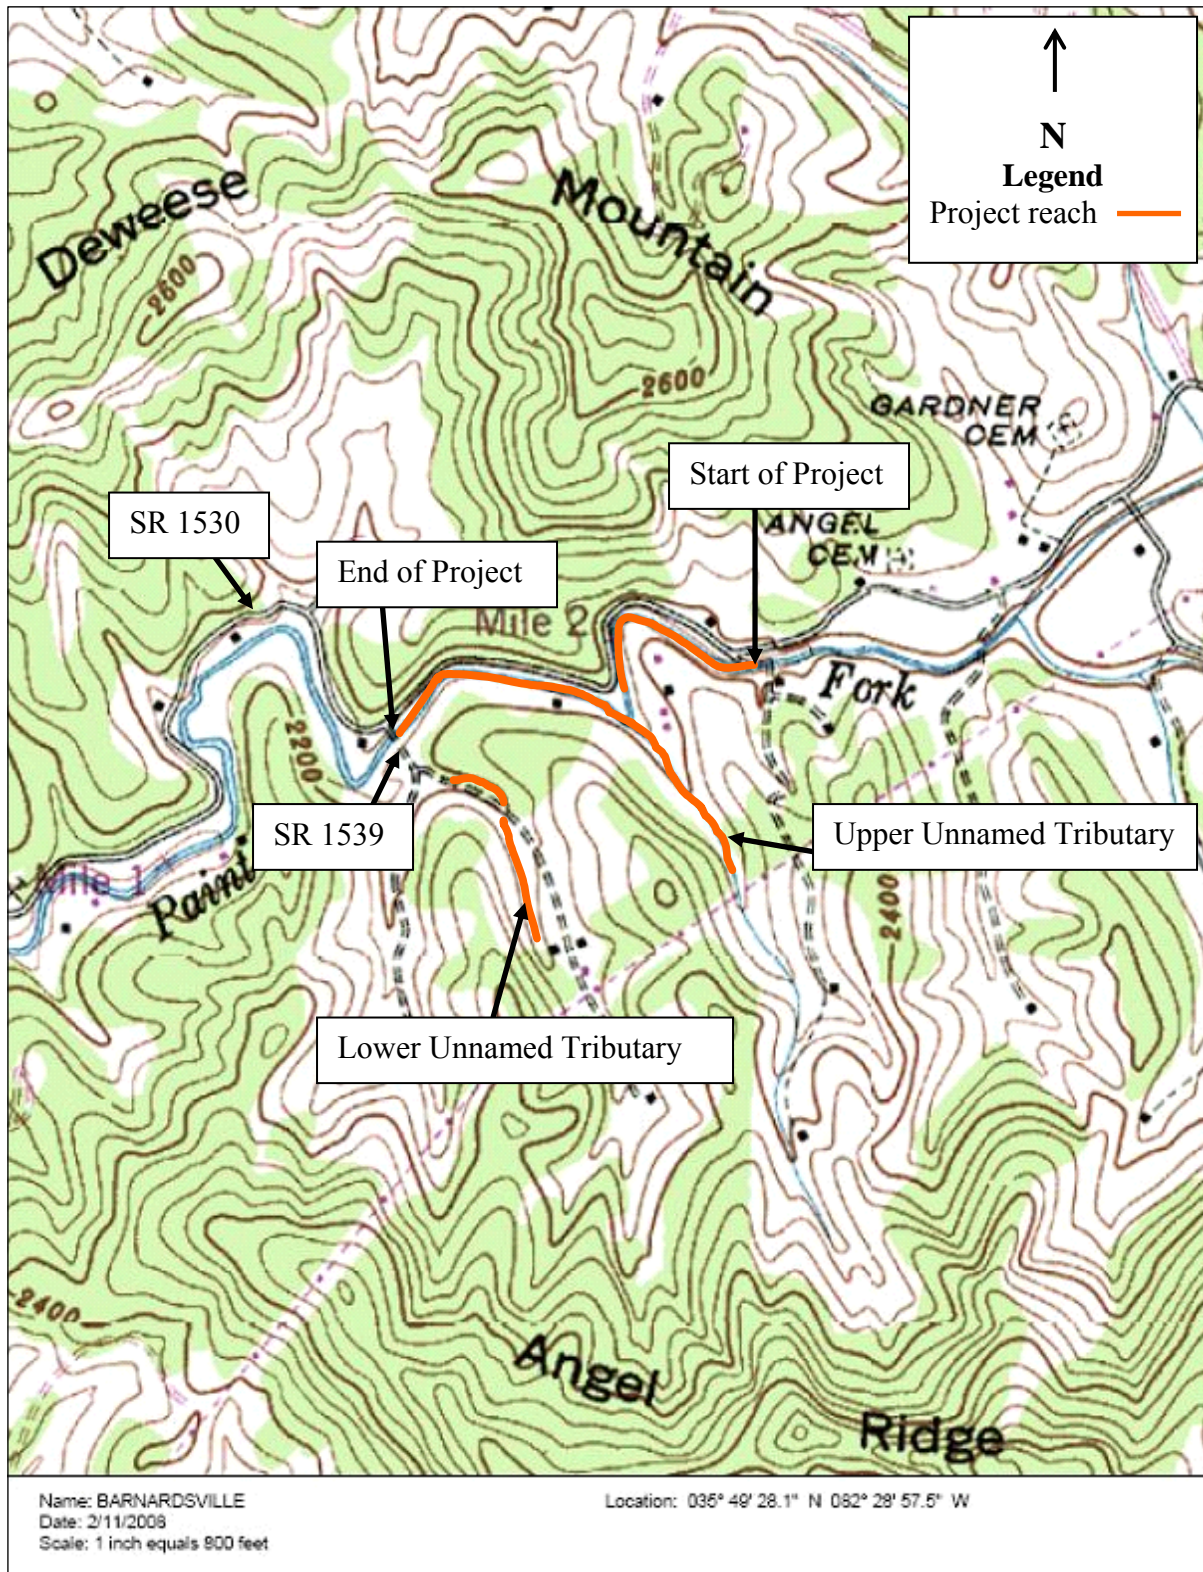 N
Legend
Project reach
Deweese
Mountain
2600
2600
GARDNER
CEM
Start of Project
ANGEL
CEM
SR 1530
End of Project
Mile 2
Fork
2200
SR 1539
Upper Unnamed Tributary
Mile 1
Paint
2400
Lower Unnamed Tributary
2400
Angel
Ridge
Name: BARNARDSVILLE
Date: 2/11/2008
Scale: 1 inch equals 800 feet
Location: 035° 49' 28.1" N 082° 28' 57.5" W